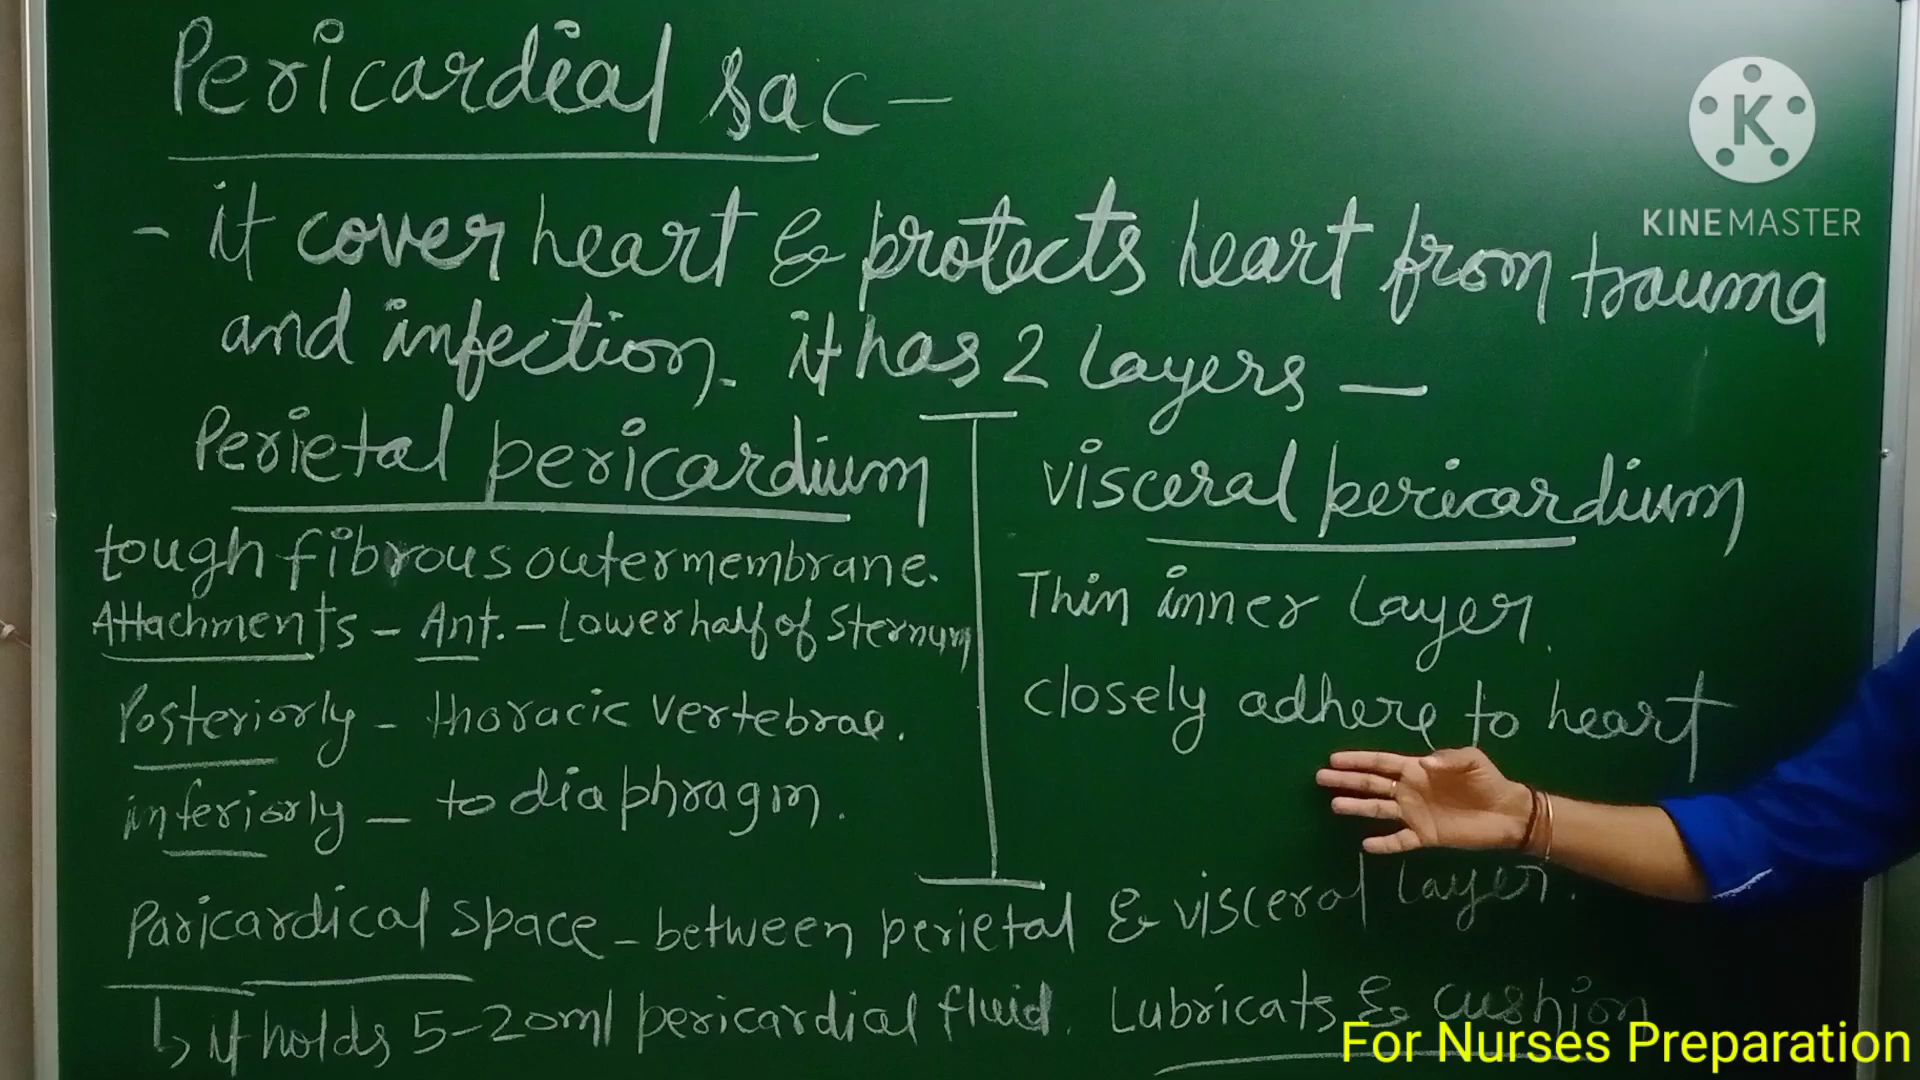 Pericardial sac —
- it cover heart & protects heart from trauma
and infection. it has 2 layers —
Perietal pericardium
tough fibrous outermembrane.
Attachments - Ant. - Lower half of sternum
Posteriorly - thoracic vertebrae.
inferiorly - to diaphragm.
visceral pericardium
Thin inner layer.
closely adhere to heart
Paricardical space - between perietal & visceral layer.
↳ it holds 5-20ml pericardial fluid. Lubricats & cushion
KINEMASTER
For Nurses Preparation